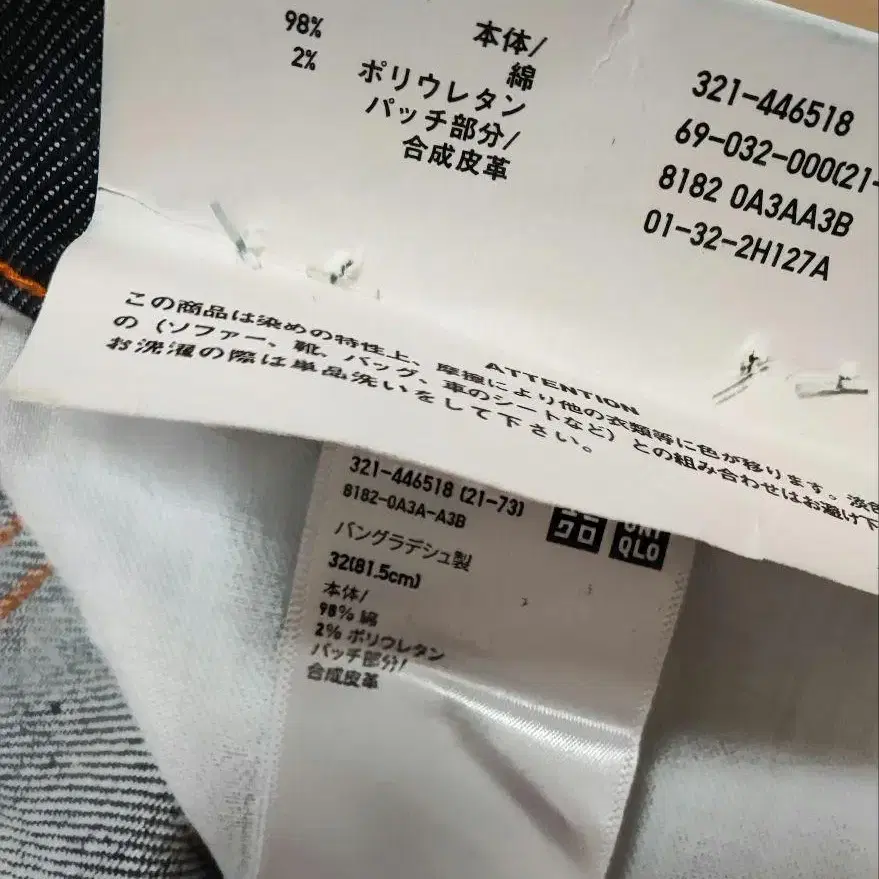 本体/
98% 綿
2% ポリウレタン
パッチ部分/
合成皮革
321-446518
69-032-000(21-
8182 0A3AA3B
01-32-2H127A
ATTENTION
この商品は染めの特性上、摩擦により他の衣類等に色が移ります。淡色
の(ソファー、靴、バッグ、車のシートなど)との組み合わせはお避け下
お洗濯の際は単品洗いをして下さい。
321-446518 (21-73)
8182-0A3A-A3B
バングラデシュ製
32(81.5cm)
本体/
98% 綿
2% ポリウレタン
パッチ部分/
合成皮革
ユニ
クロ
UNI
QLO